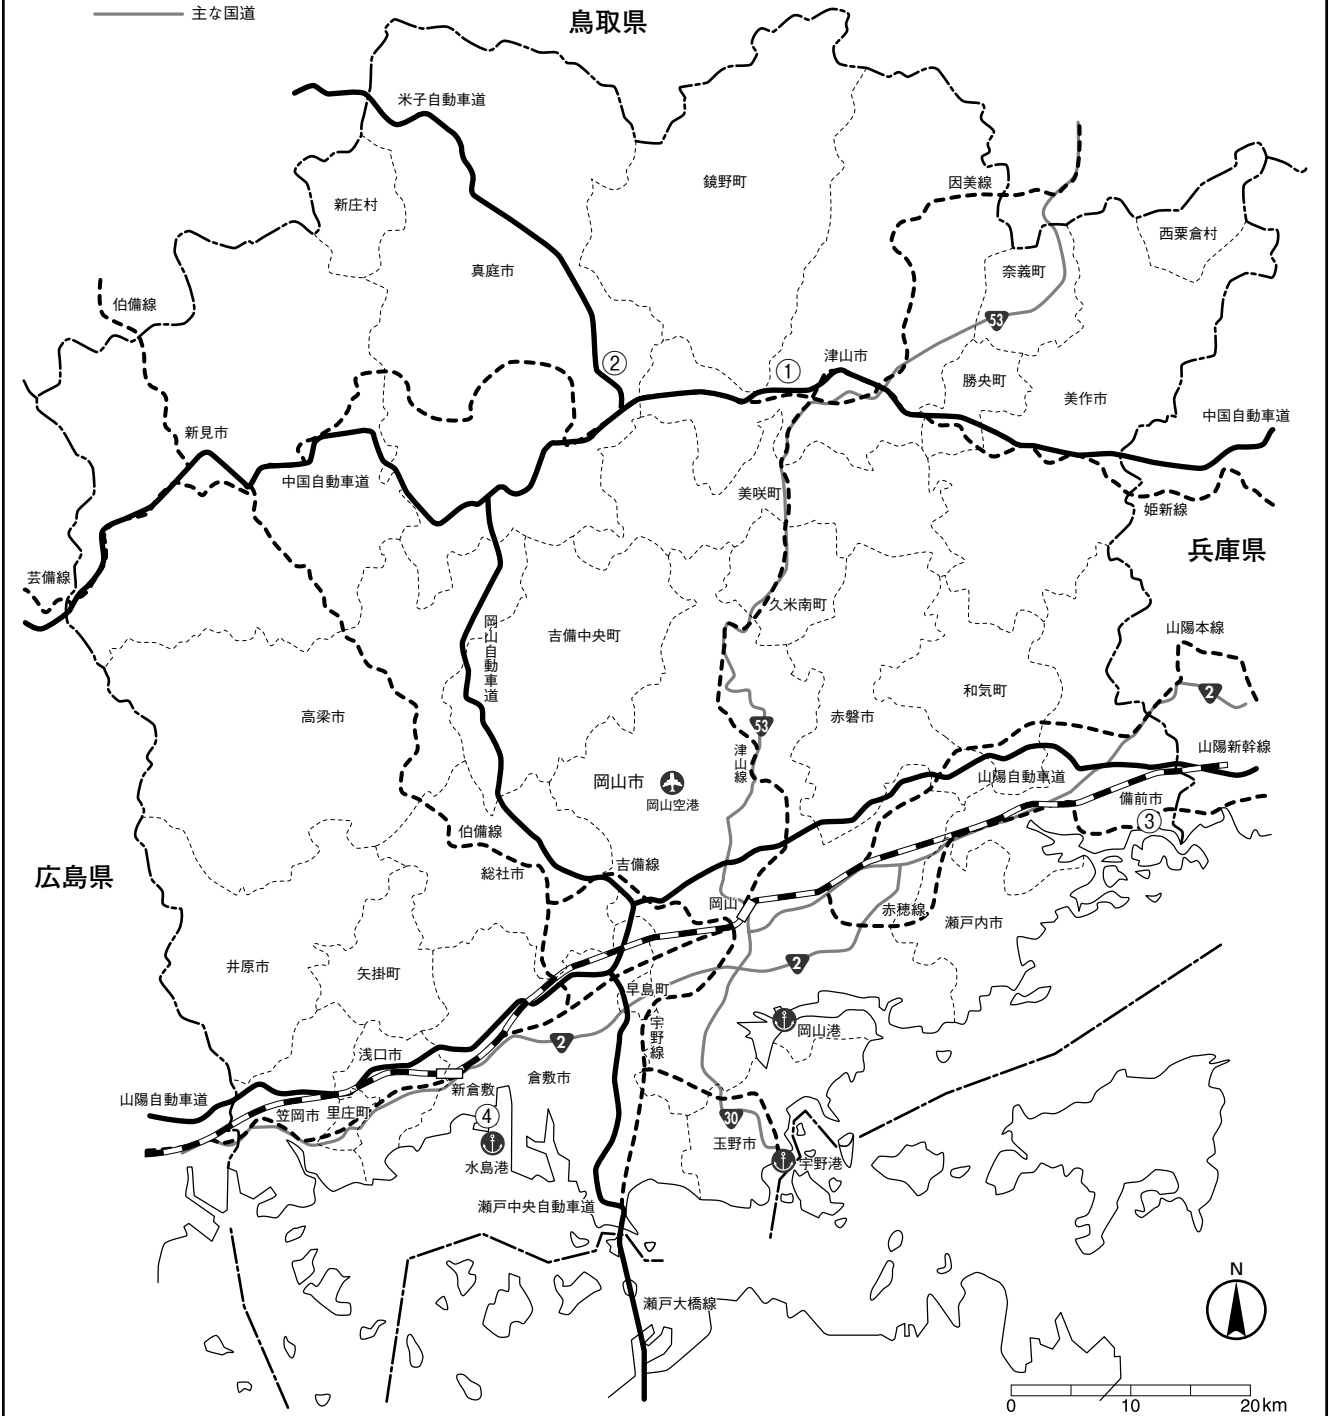 主な国道
鳥取県
米子自動車道
鏡野町
因美線
新庄村
西粟倉村
真庭市
奈義町
伯備線
53
②
①
津山市
勝央町
美作市
中国自動車道
新見市
中国自動車道
美咲町
姫新線
兵庫県
芸備線
久米南町
岡山自動車道
吉備中央町
山陽本線
和気町
2
高梁市
赤磐市
53
津山線
山陽新幹線
岡山市
山陽自動車道
岡山空港
備前市
③
伯備線
吉備線
総社市
広島県
岡山
赤穂線
瀬戸内市
井原市
矢掛町
2
早島町
宇野線
岡山港
2
浅口市
倉敷市
新倉敷
山陽自動車道
笠岡市
里庄町
④
30
玉野市
水島港
宇野港
瀬戸中央自動車道
N
瀬戸大橋線
0 10 20km